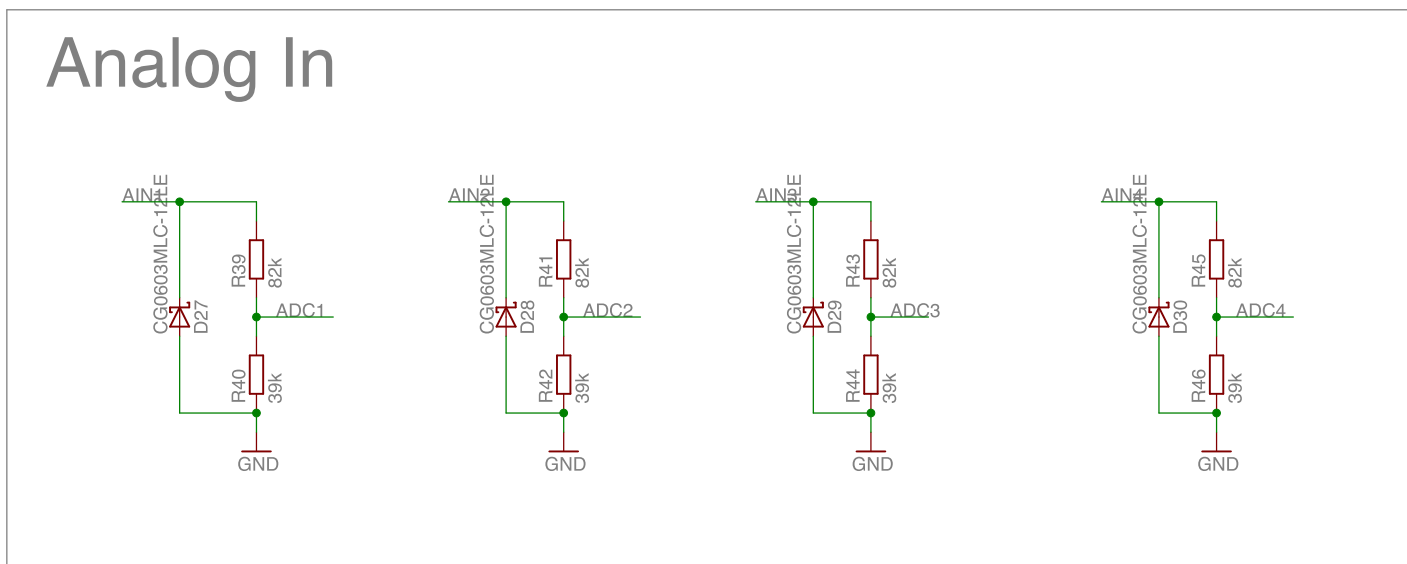 Analog In
AIN1
CG0603MLC-12LE
D27
R39
82k
ADC1
R40
39k
GND
AIN2
CG0603MLC-12LE
D28
R41
82k
ADC2
R42
39k
GND
AIN3
CG0603MLC-12LE
D29
R43
82k
ADC3
R44
39k
GND
AIN4
CG0603MLC-12LE
D30
R45
82k
ADC4
R46
39k
GND